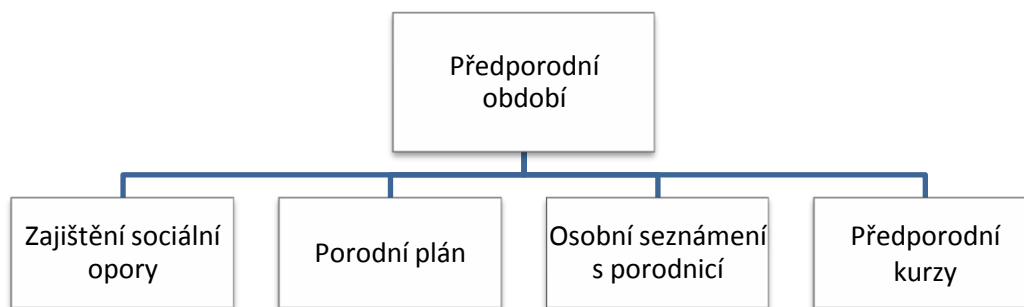 Předporodní
období
Zajištění sociální
opory
Porodní plán
Osobní seznámení
s porodnicí
Předporodní
kurzy